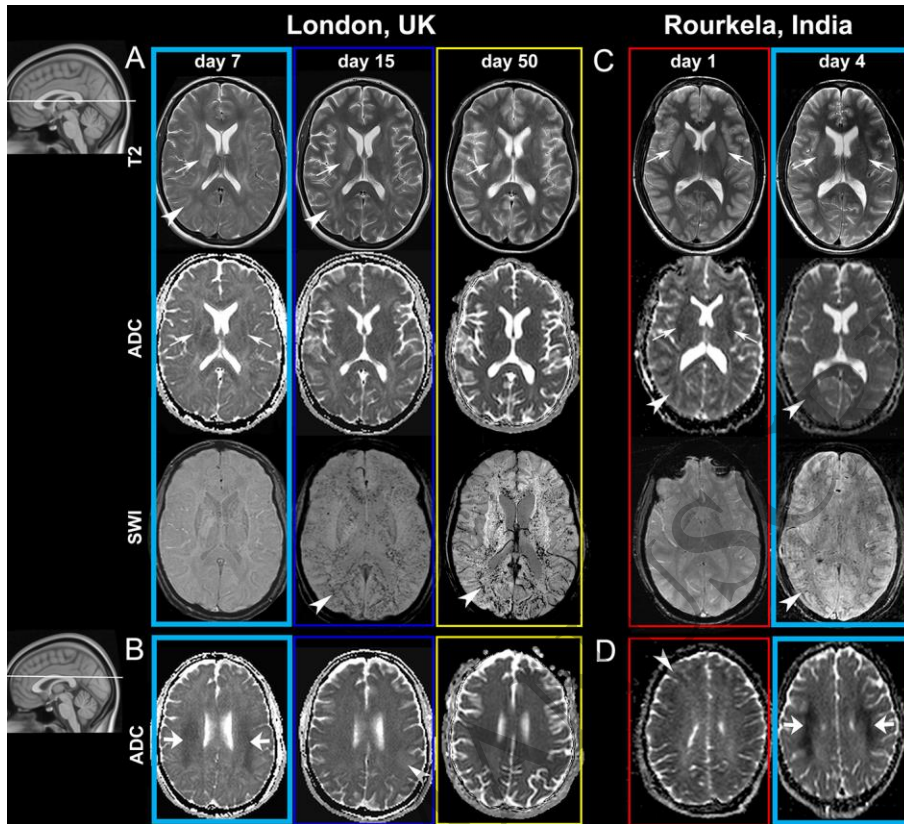 London, UK
Rourkela, India
A
day 7
day 15
day 50
C
day 1
day 4
T2
ADC
SWI
B
D
ADC